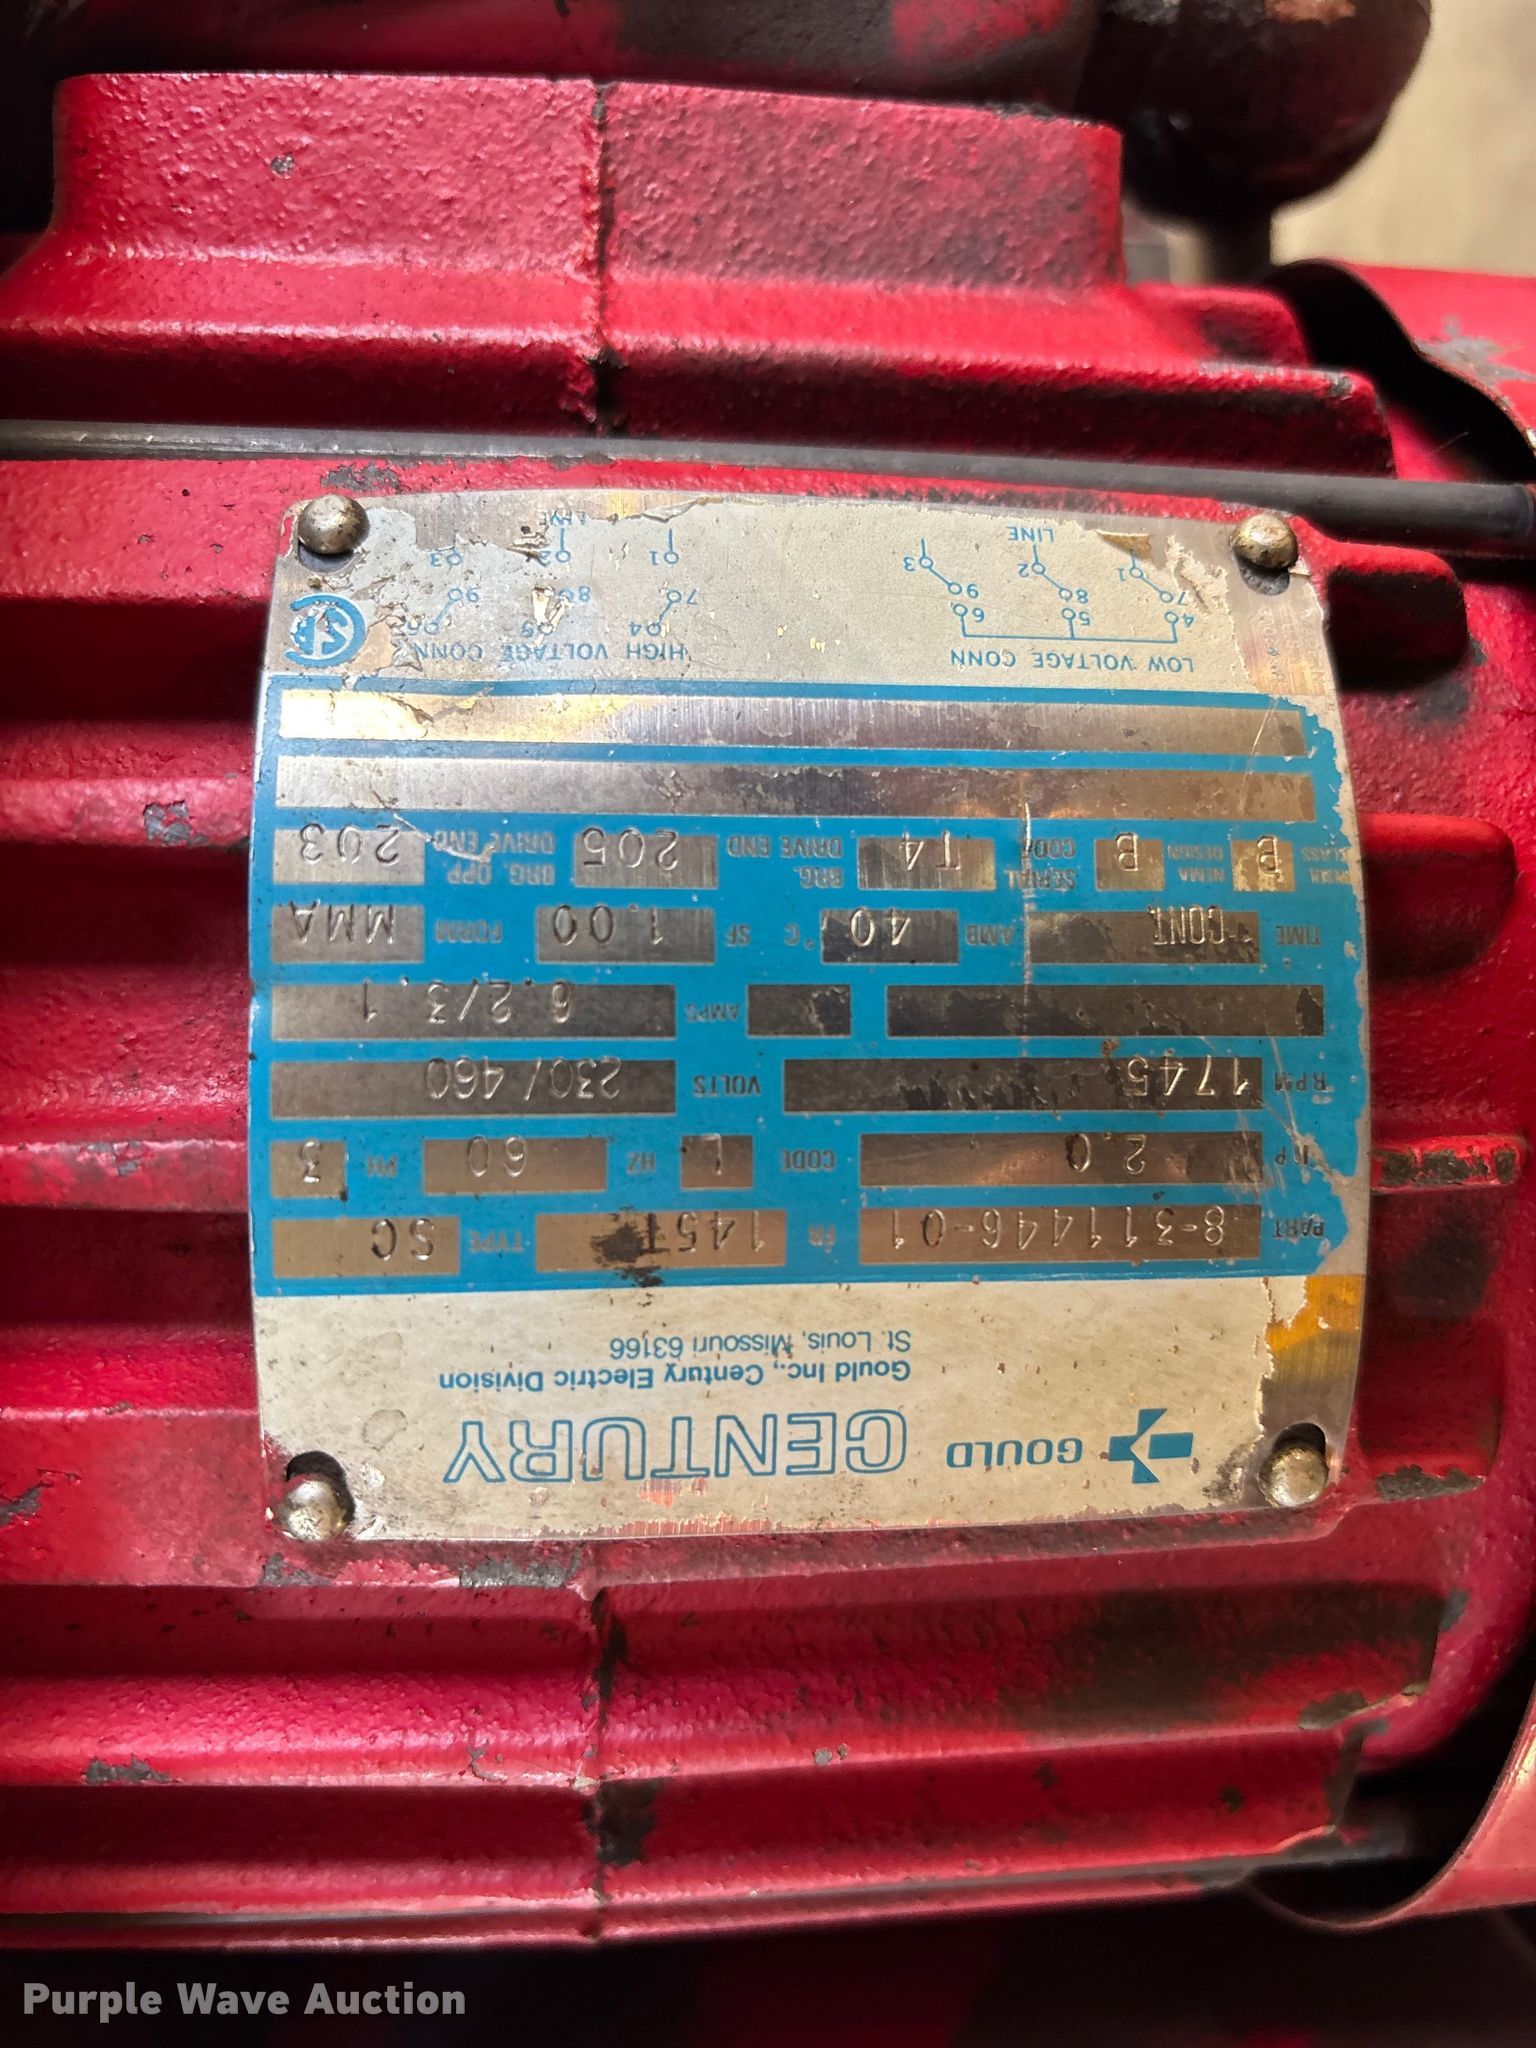 GOULD CENTURY
Gould Inc., Century Electric Division
St. Louis, Missouri 63166
PART 8-311446-01 FR 145T TYPE SC
HP 2.0 CODE L HZ 60 PH 3
RPM 1745 VOLTS 230/460
AMPS 6.2/3.1
TIME CONT. AMB 40 °C SF 1.00 FORM MMA
INSUL CLASS B NEMA DESIGN B SERIAL CODE T4 BRG. DRIVE END 205 BRG. OPP. DRIVE END 203
LOW VOLTAGE CONN HIGH VOLTAGE CONN
4 5 6 4 5 6
7 8 9 7 8 9
1 2 3 1 2 3
LINE LINE
Purple Wave Auction